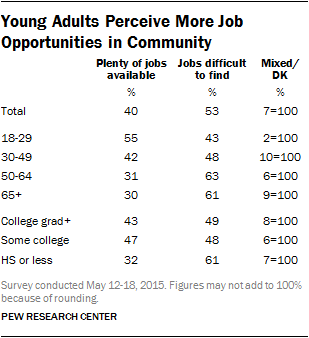 Young Adults Perceive More Job
Opportunities in Community
Plenty of jobs Jobs difficult Mixed/
available to find DK
% % %
Total 40 53 7=100
18-29 55 43 2=100
30-49 42 48 10=100
50-64 31 63 6=100
65+ 30 61 9=100
College grad+ 43 49 8=100
Some college 47 48 6=100
HS or less 32 61 7=100
Survey conducted May 12-18, 2015. Figures may not add to 100%
because of rounding.
PEW RESEARCH CENTER